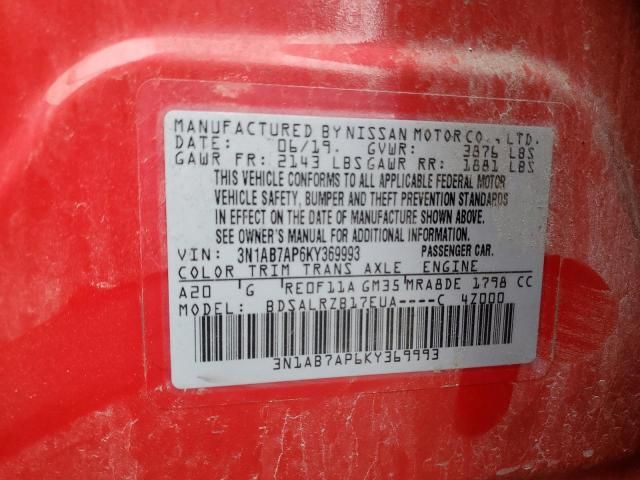 MANUFACTURED BY NISSAN MOTOR CO., LTD.
DATE: 06/19. GVWR: 3876 LBS
GAWR FR: 2143 LBS GAWR RR: 1881 LBS
THIS VEHICLE CONFORMS TO ALL APPLICABLE FEDERAL MOTOR
VEHICLE SAFETY, BUMPER AND THEFT PREVENTION STANDARDS
IN EFFECT ON THE DATE OF MANUFACTURE SHOWN ABOVE.
SEE OWNER'S MANUAL FOR ADDITIONAL INFORMATION.
VIN: 3N1AB7AP6KY369993 PASSENGER CAR.
COLOR TRIM TRANS AXLE ENGINE
A20 G RE0F11A GM35 MRA8DE 1798 CC
MODEL: BDSALRZB17EUA----C 4Z000
3N1AB7AP6KY369993